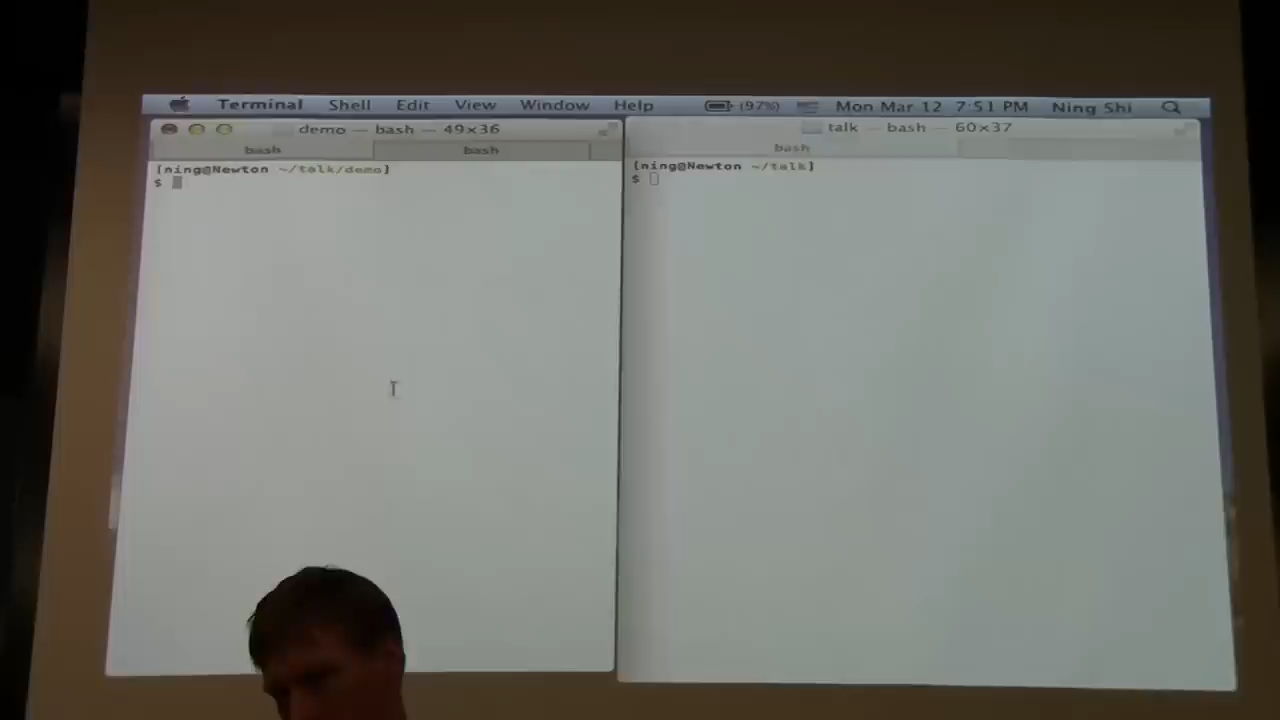 Terminal Shell Edit View Window Help (97%) Mon Mar 12 7:51 PM Ning Shi
demo — bash — 49×36
bash bash
[ning@Newton ~/talk/demo]
$
talk — bash — 60×37
bash
[ning@Newton ~/talk]
$